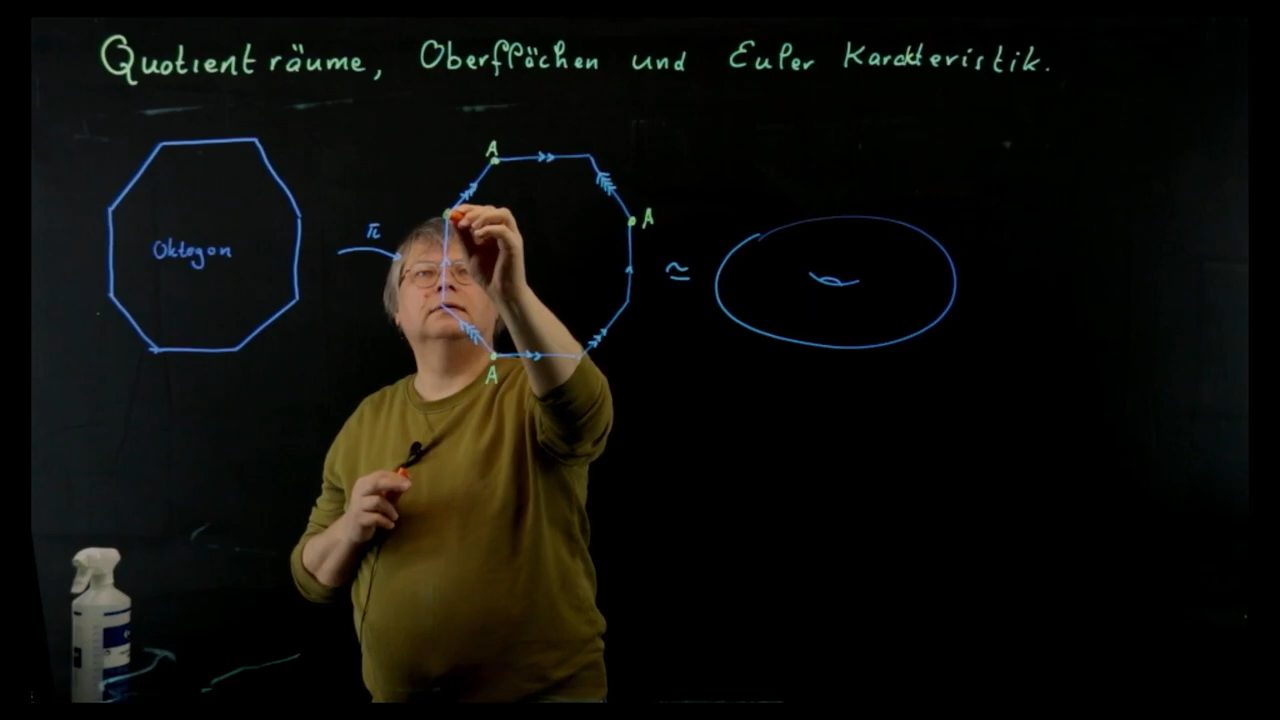 Quotienträume, Oberflächen und Euler Karakteristik.
A
A
π
Oktogon
≃
A